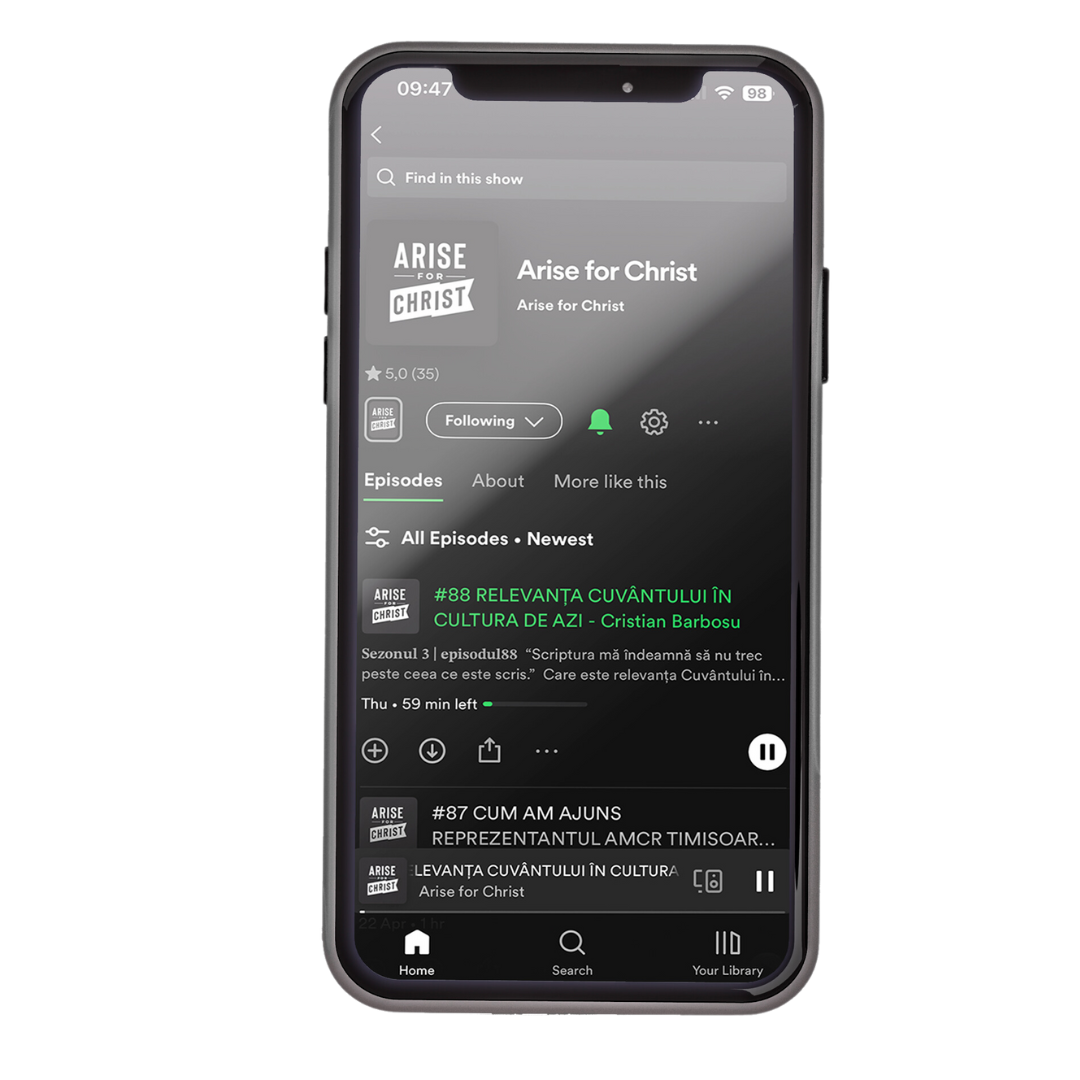 09:47
98
Find in this show
ARISE
FOR
CHRIST
Arise for Christ
Arise for Christ
5,0 (35)
ARISE
FOR
CHRIST
Following
Episodes About More like this
All Episodes • Newest
ARISE
FOR
CHRIST
#88 RELEVANȚA CUVÂNTULUI ÎN
CULTURA DE AZI - Cristian Barbosu
Sezonul 3 | episodul88 “Scriptura mă îndeamnă să nu trec
peste ceea ce este scris.” Care este relevanța Cuvântului în...
Thu • 59 min left
ARISE
FOR
CHRIST
#87 CUM AM AJUNS
REPREZENTANTUL AMCR TIMISOAR...
ARISE
FOR
CHRIST
ELEVANȚA CUVÂNTULUI ÎN CULTURA
Arise for Christ
22 Apr • 1 hr
Home Search Your Library